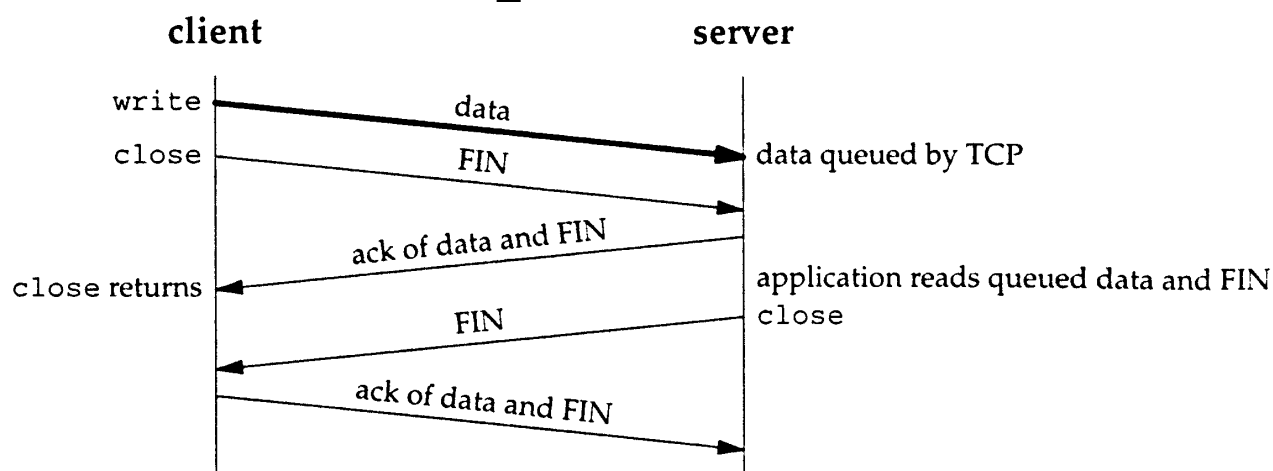 client server
write data
close FIN data queued by TCP
ack of data and FIN
close returns application reads queued data and FIN
FIN close
ack of data and FIN